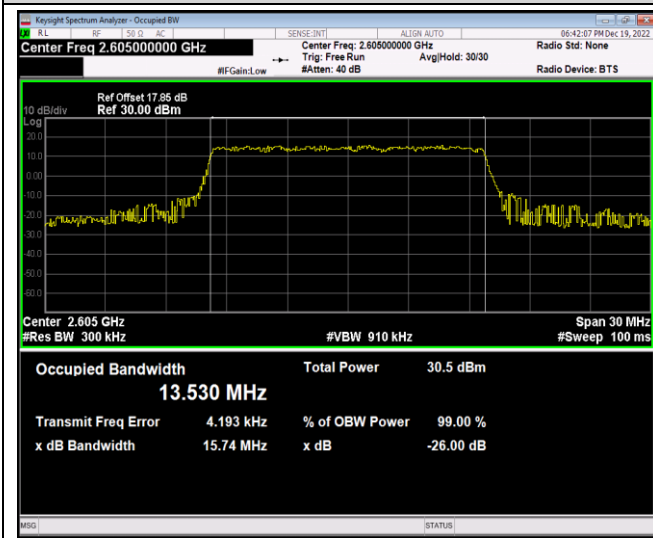 Keysight Spectrum Analyzer - Occupied BW
RL RF 50 Ω AC SENSE:INT ALIGN AUTO 06:42:07 PM Dec 19, 2022
Center Freq 2.605000000 GHz Center Freq: 2.605000000 GHz Radio Std: None
Trig: Free Run Avg|Hold: 30/30
#IFGain:Low #Atten: 40 dB Radio Device: BTS
Ref Offset 17.85 dB
10 dB/div Ref 30.00 dBm
Log
20.0
10.0
0.00
-10.0
-20.0
-30.0
-40.0
-50.0
-60.0
Center 2.605 GHz Span 30 MHz
#Res BW 300 kHz #VBW 910 kHz #Sweep 100 ms
Occupied Bandwidth Total Power 30.5 dBm
13.530 MHz
Transmit Freq Error 4.193 kHz % of OBW Power 99.00 %
x dB Bandwidth 15.74 MHz x dB -26.00 dB
MSG STATUS